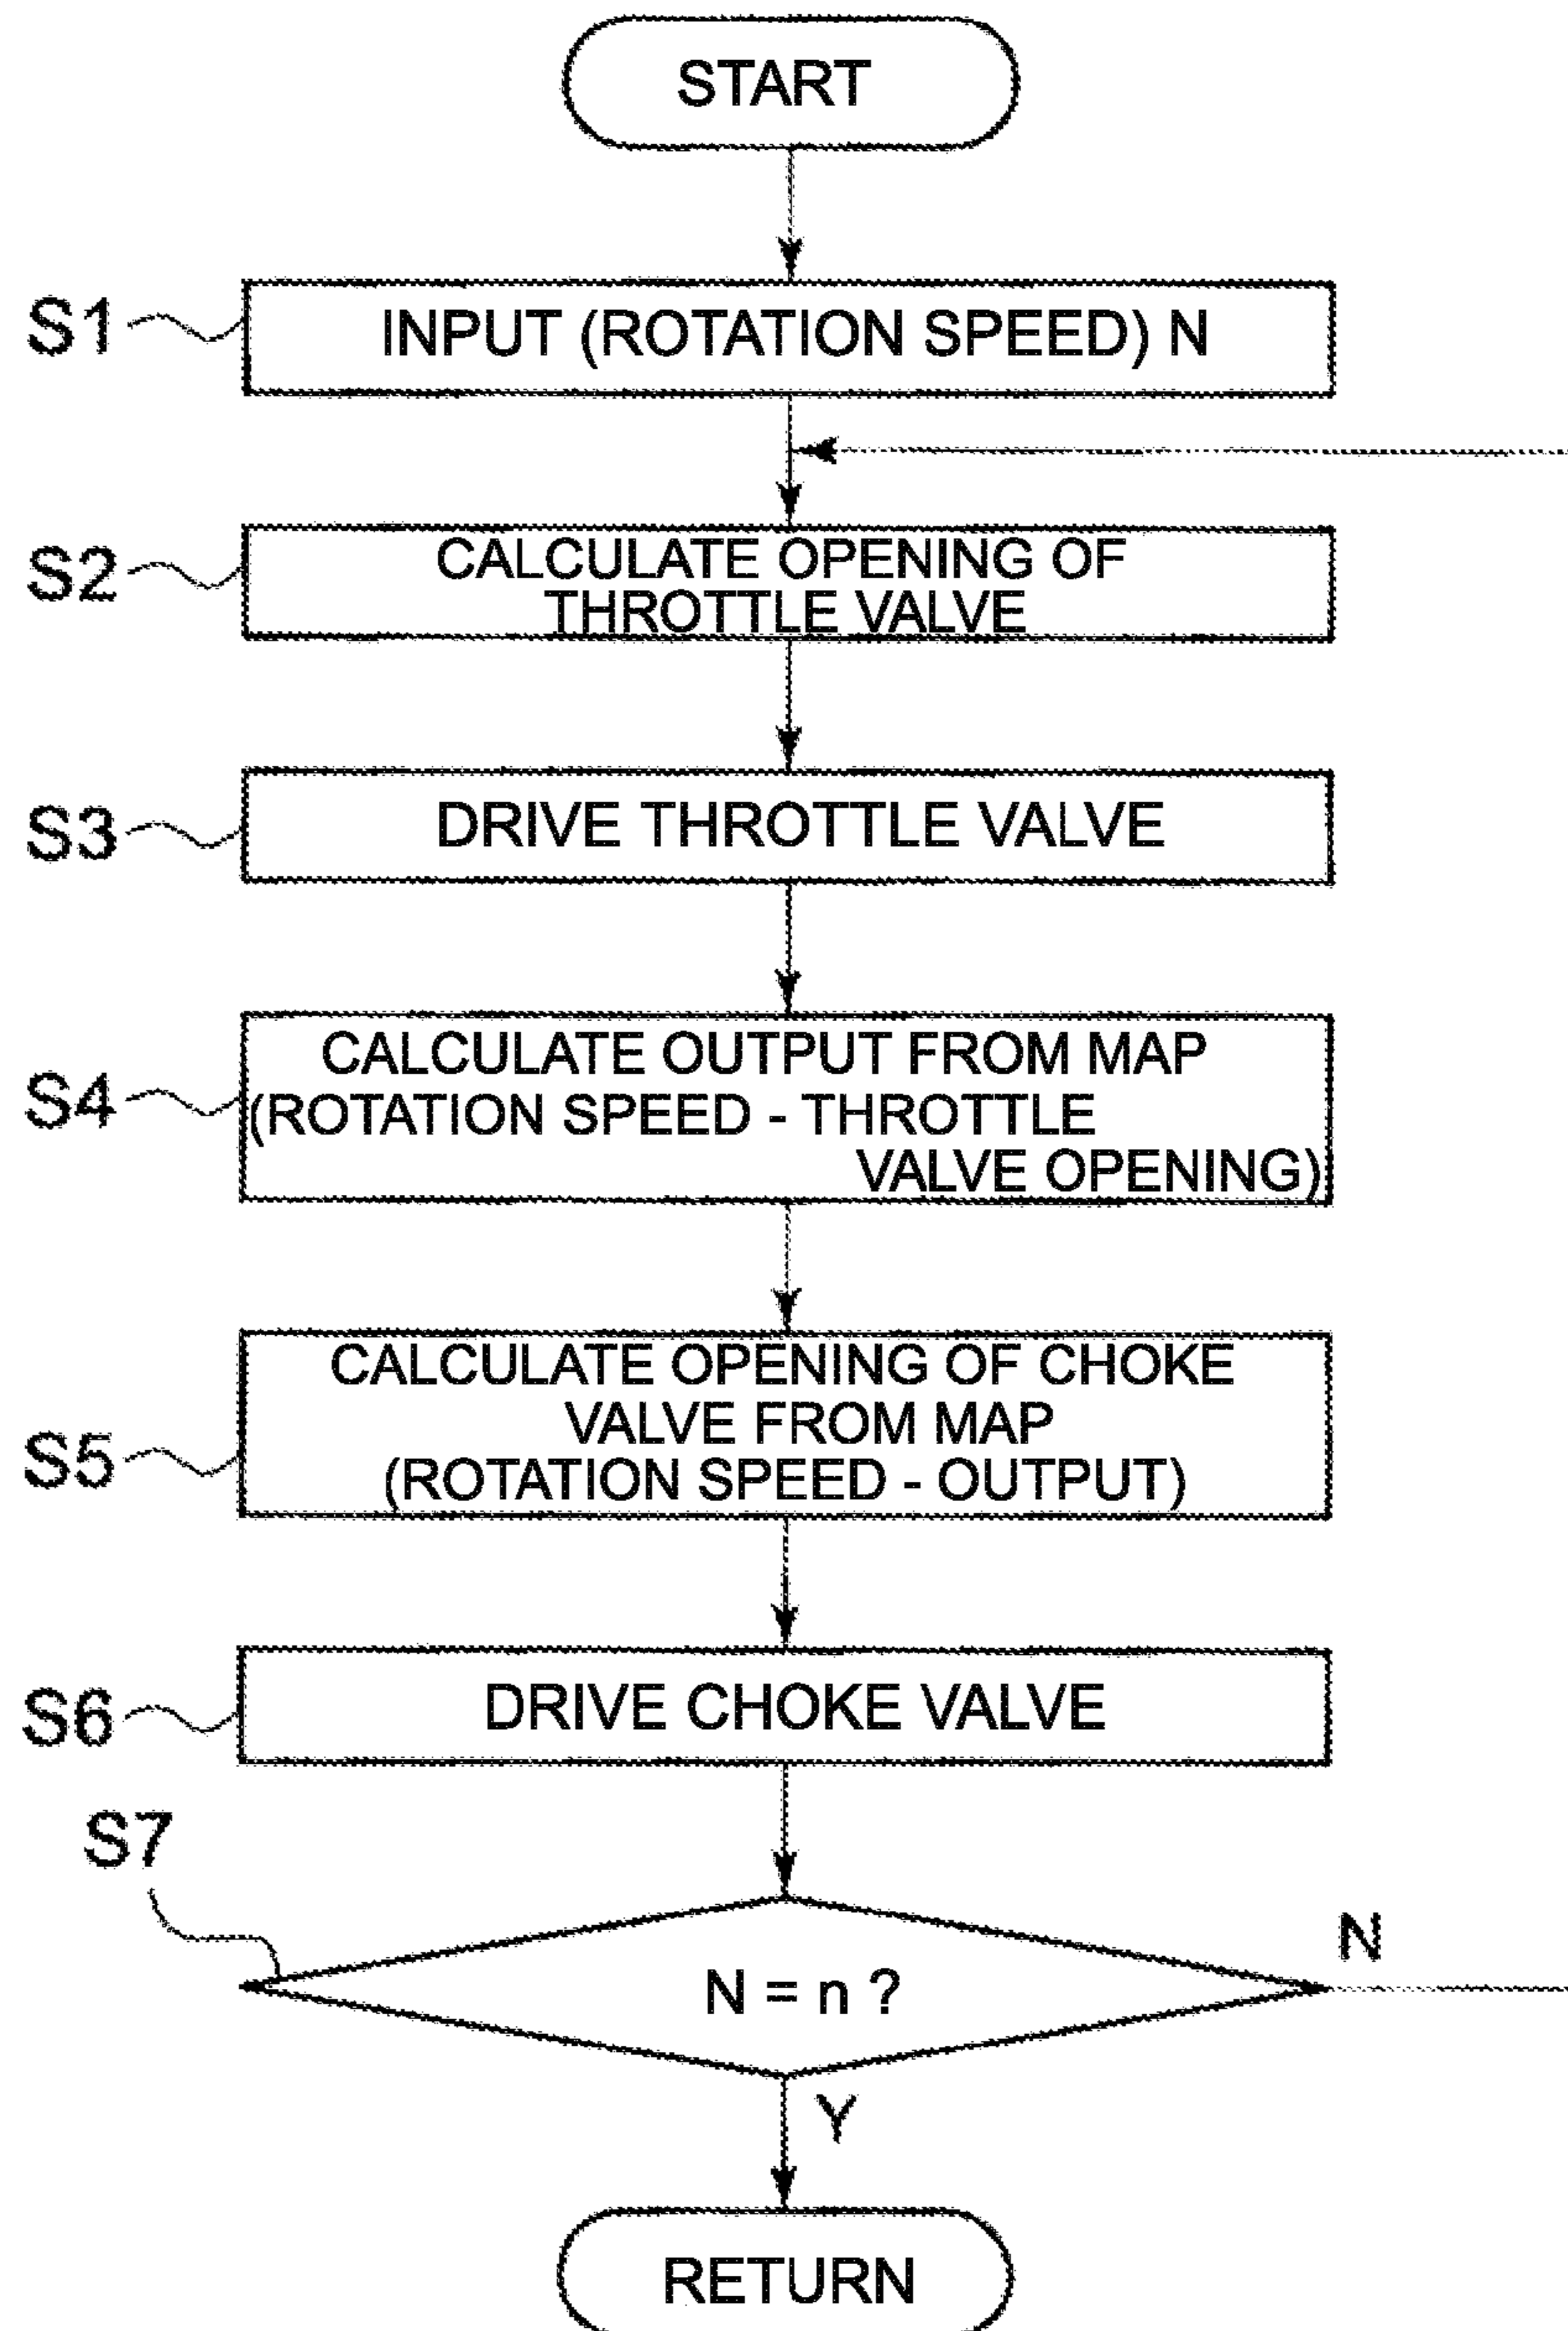 START
S1
INPUT (ROTATION SPEED) N
S2
CALCULATE OPENING OF
THROTTLE VALVE
S3
DRIVE THROTTLE VALVE
S4
CALCULATE OUTPUT FROM MAP
(ROTATION SPEED - THROTTLE
VALVE OPENING)
S5
CALCULATE OPENING OF CHOKE
VALVE FROM MAP
(ROTATION SPEED - OUTPUT)
S6
DRIVE CHOKE VALVE
S7
N = n ?
N
Y
RETURN